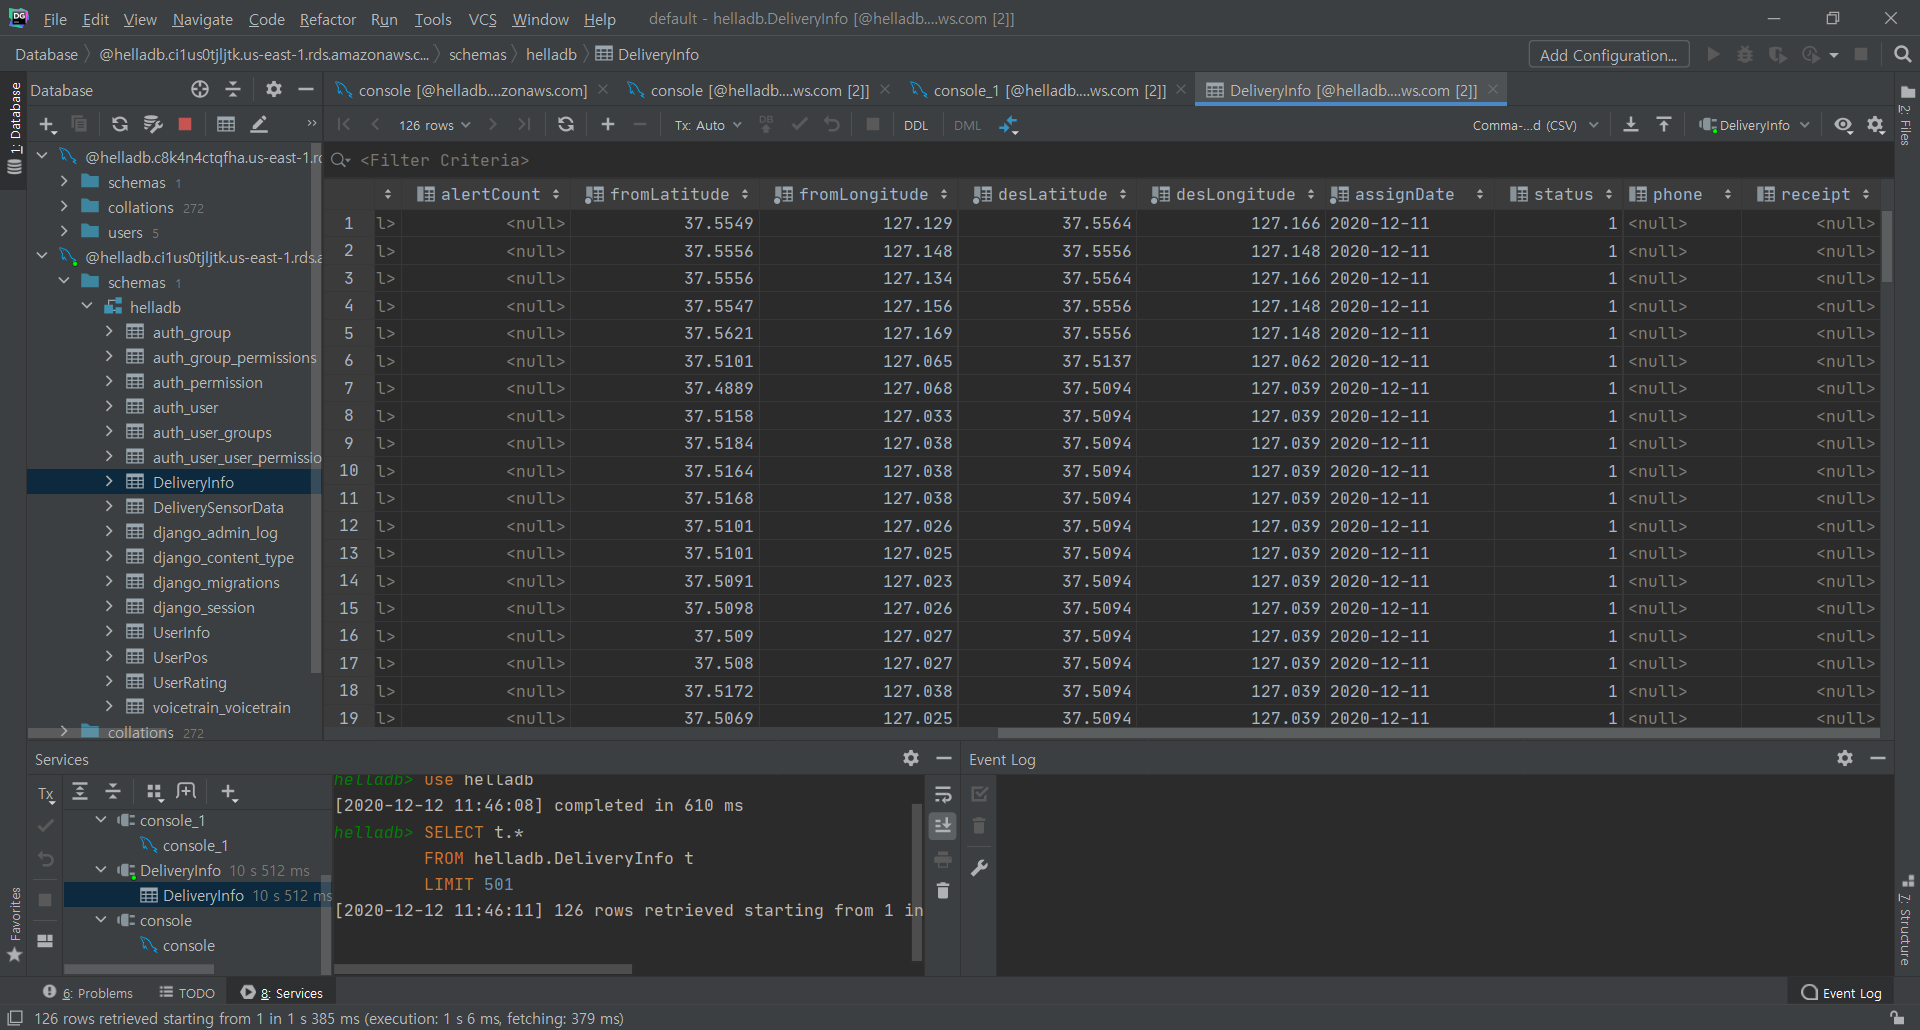 DG File Edit View Navigate Code Refactor Run Tools VCS Window Help default - helladb.DeliveryInfo [@helladb....ws.com [2]]
Database @helladb.ci1us0tjljtk.us-east-1.rds.amazonaws.c... schemas helladb DeliveryInfo Add Configuration...
Database console [@helladb....zonaws.com] console [@helladb....ws.com [2]] console_1 [@helladb....ws.com [2]] DeliveryInfo [@helladb....ws.com [2]]
126 rows Tx: Auto DB DDL DML Comma-...d (CSV) DeliveryInfo
1: Database
2: Files
<Filter Criteria>
@helladb.c8k4n4ctqfha.us-east-1.rd
schemas 1
collations 272
users 5
@helladb.ci1us0tjljtk.us-east-1.rds.a
schemas 1
helladb
auth_group
auth_group_permissions
auth_permission
auth_user
auth_user_groups
auth_user_user_permissio
DeliveryInfo
DeliverySensorData
django_admin_log
django_content_type
django_migrations
django_session
UserInfo
UserPos
UserRating
voicetrain_voicetrain
collations 272
alertCount fromLatitude fromLongitude desLatitude desLongitude assignDate status phone receipt
1 l> <null> 37.5549 127.129 37.5564 127.166 2020-12-11 1 <null> <null>
2 l> <null> 37.5556 127.148 37.5556 127.148 2020-12-11 1 <null> <null>
3 l> <null> 37.5556 127.134 37.5564 127.166 2020-12-11 1 <null> <null>
4 l> <null> 37.5547 127.156 37.5556 127.148 2020-12-11 1 <null> <null>
5 l> <null> 37.5621 127.169 37.5556 127.148 2020-12-11 1 <null> <null>
6 l> <null> 37.5101 127.065 37.5137 127.062 2020-12-11 1 <null> <null>
7 l> <null> 37.4889 127.068 37.5094 127.039 2020-12-11 1 <null> <null>
8 l> <null> 37.5158 127.033 37.5094 127.039 2020-12-11 1 <null> <null>
9 l> <null> 37.5184 127.038 37.5094 127.039 2020-12-11 1 <null> <null>
10 l> <null> 37.5164 127.038 37.5094 127.039 2020-12-11 1 <null> <null>
11 l> <null> 37.5168 127.038 37.5094 127.039 2020-12-11 1 <null> <null>
12 l> <null> 37.5101 127.026 37.5094 127.039 2020-12-11 1 <null> <null>
13 l> <null> 37.5101 127.025 37.5094 127.039 2020-12-11 1 <null> <null>
14 l> <null> 37.5091 127.023 37.5094 127.039 2020-12-11 1 <null> <null>
15 l> <null> 37.5098 127.026 37.5094 127.039 2020-12-11 1 <null> <null>
16 l> <null> 37.509 127.027 37.5094 127.039 2020-12-11 1 <null> <null>
17 l> <null> 37.508 127.027 37.5094 127.039 2020-12-11 1 <null> <null>
18 l> <null> 37.5172 127.038 37.5094 127.039 2020-12-11 1 <null> <null>
19 l> <null> 37.5069 127.025 37.5094 127.039 2020-12-11 1 <null> <null>
Services
Event Log
Tx
console_1
console_1
DeliveryInfo 10 s 512 ms
DeliveryInfo 10 s 512 ms
console
console
helladb> use helladb
[2020-12-12 11:46:08] completed in 610 ms
helladb> SELECT t.*
FROM helladb.DeliveryInfo t
LIMIT 501
[2020-12-12 11:46:11] 126 rows retrieved starting from 1 in
Favorites
7: Structure
6: Problems TODO 8: Services Event Log
126 rows retrieved starting from 1 in 1 s 385 ms (execution: 1 s 6 ms, fetching: 379 ms)